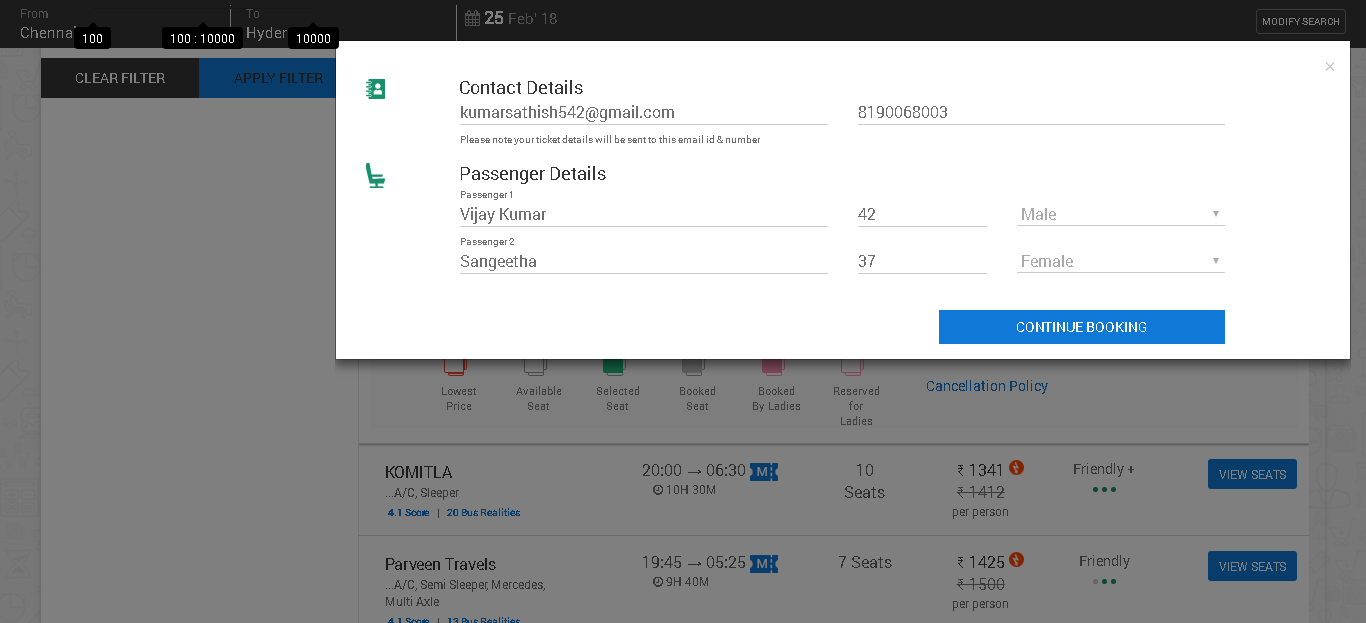 From
To
25 Feb' 18
MODIFY SEARCH
Chennai
Hyder
100
100 : 10000
10000
CLEAR FILTER
APPLY FILTER
×
Contact Details
kumarsathish542@gmail.com
8190068003
Please note your ticket details will be sent to this email id & number
Passenger Details
Passenger 1
Vijay Kumar
42
Male
Passenger 2
Sangeetha
37
Female
CONTINUE BOOKING
Lowest
Price
Available
Seat
Selected
Seat
Booked
Seat
Booked
By Ladies
Reserved
for
Ladies
Cancellation Policy
KOMITLA
...A/C, Sleeper
4.1 Score | 20 Bus Realities
20:00 → 06:30 M
10H 30M
10
Seats
₹ 1341
₹ 1412
per person
Friendly +
VIEW SEATS
Parveen Travels
...A/C, Semi Sleeper, Mercedes,
Multi Axle
4.1 Score | 13 Bus Realities
19:45 → 05:25 M
9H 40M
7 Seats
₹ 1425
₹ 1500
per person
Friendly
VIEW SEATS